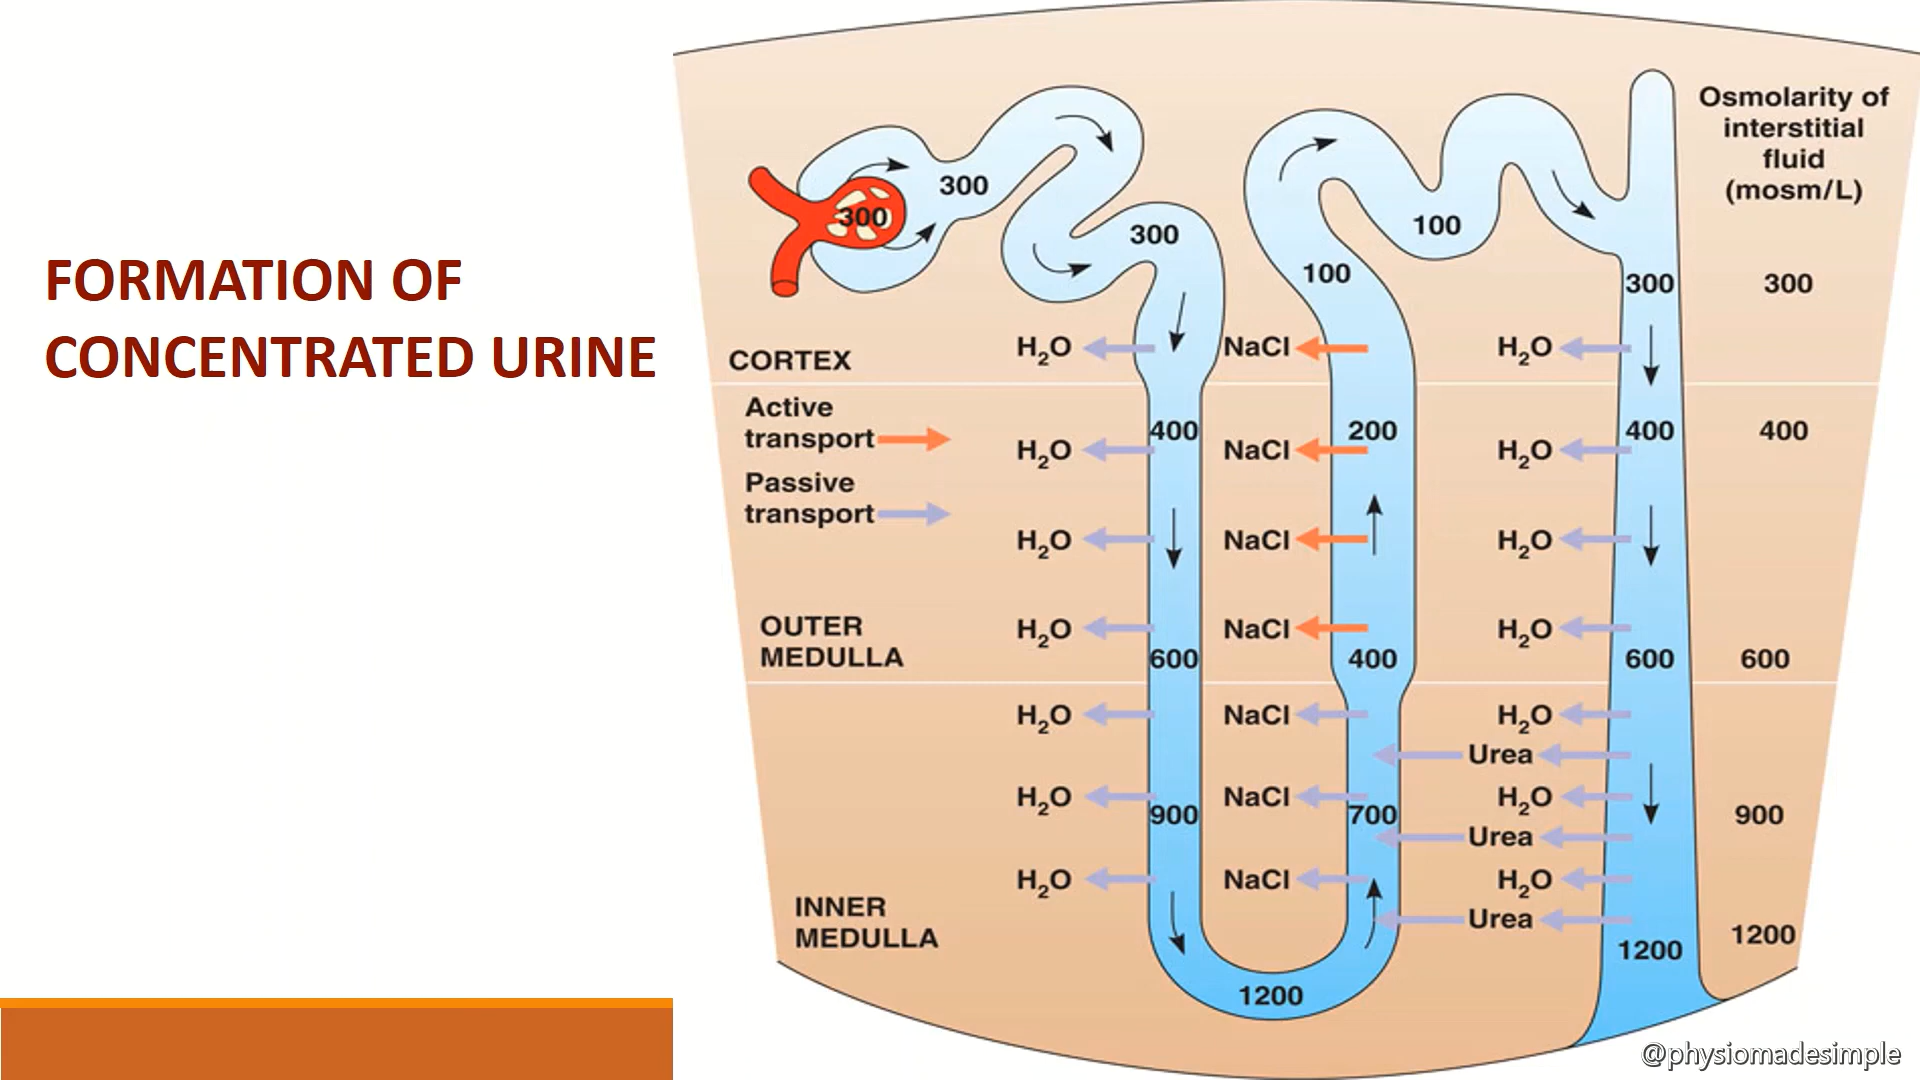 FORMATION OF
CONCENTRATED URINE
Osmolarity of
interstitial
fluid
(mosm/L)
300
300
300
100
100
300
300
CORTEX
H₂O
NaCl
H₂O
Active
transport
Passive
transport
400
200
400
400
H₂O
NaCl
H₂O
H₂O
NaCl
H₂O
OUTER
MEDULLA
H₂O
NaCl
H₂O
600
400
600
600
H₂O
NaCl
H₂O
Urea
H₂O
NaCl
H₂O
900
700
900
Urea
H₂O
NaCl
H₂O
INNER
MEDULLA
Urea
1200
1200
1200
@physiomadesimple